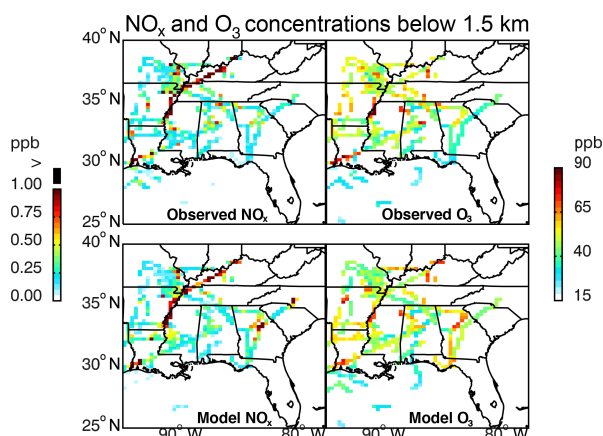 NOx and O3 concentrations below 1.5 km
40° N
35° N
30° N
25° N
Observed NOx
Observed O3
ppb
>
1.00
0.75
0.50
0.25
0.00
ppb
90
65
40
15
40° N
35° N
30° N
25° N
Model NOx
Model O3
90° W
80° W
90° W
80° W